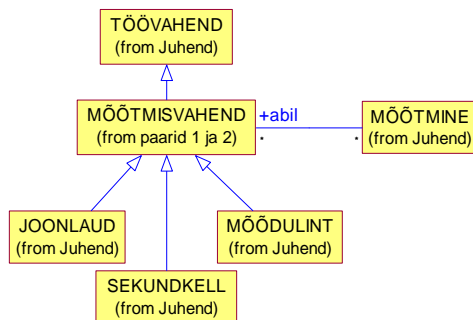 TÖÖVAHEND
(from Juhend)
MÕÕTMISVAHEND
(from paarid 1 ja 2)
+abil
MÕÕTMINE
(from Juhend)
JOONLAUD
(from Juhend)
MÕÕDULINT
(from Juhend)
SEKUNDKELL
(from Juhend)